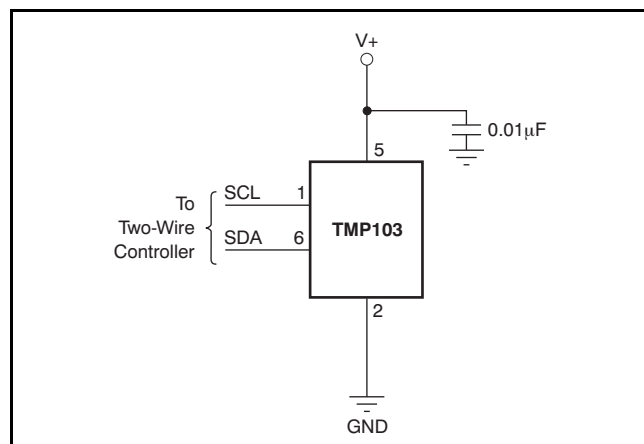 V+
0.01µF
5
To
Two-Wire
Controller
SCL
1
SDA
6
TMP103
2
GND